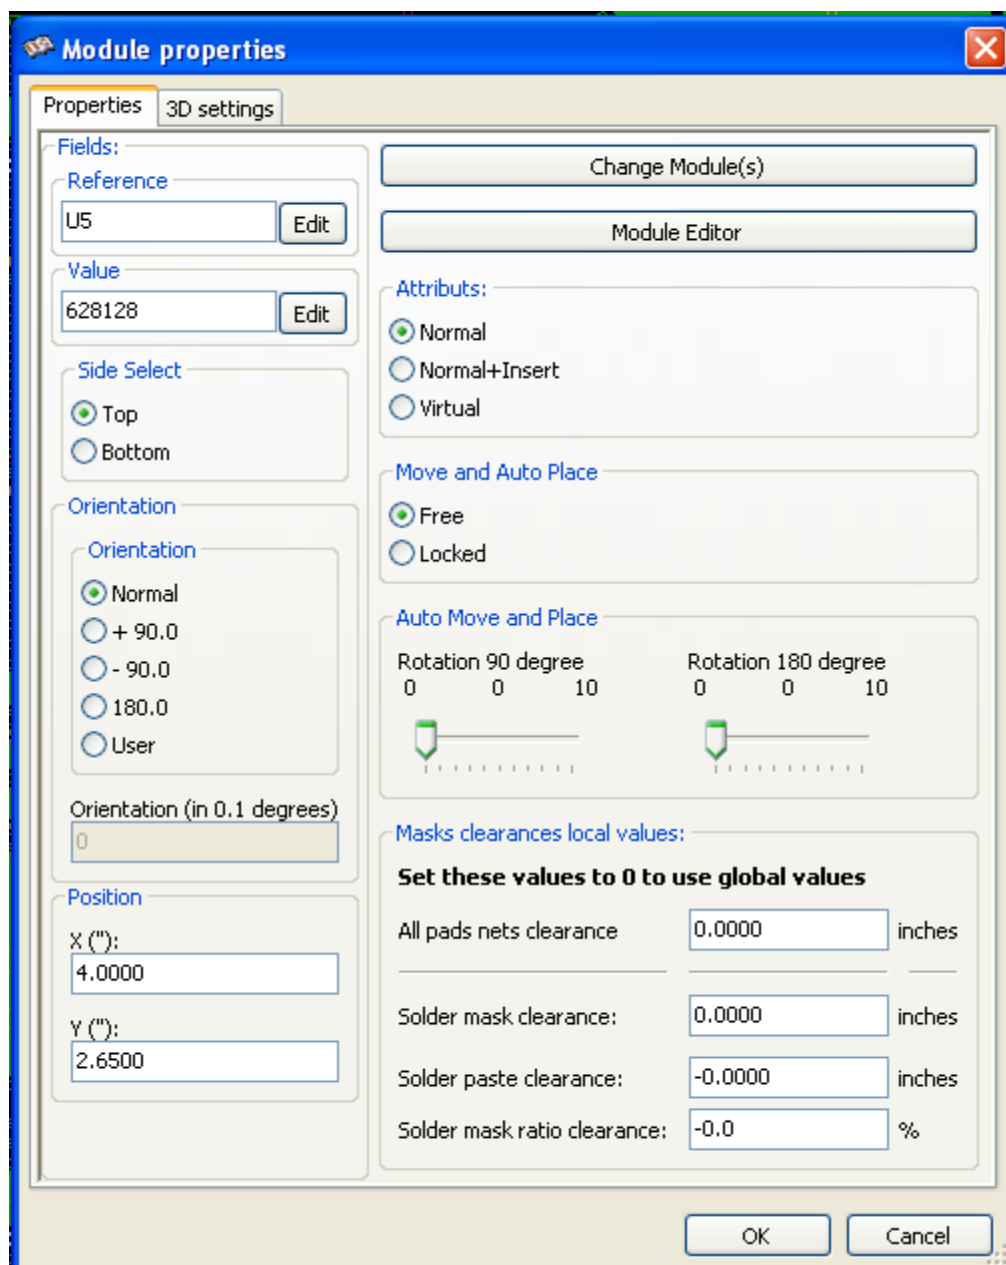 Module properties
Properties
3D settings
Fields:
Reference
U5
Edit
Value
628128
Edit
Side Select
Top
Bottom
Orientation
Orientation
Normal
+ 90.0
- 90.0
180.0
User
Orientation (in 0.1 degrees)
0
Position
X ("):
4.0000
Y ("):
2.6500
Change Module(s)
Module Editor
Attributs:
Normal
Normal+Insert
Virtual
Move and Auto Place
Free
Locked
Auto Move and Place
Rotation 90 degree
0 0 10
Rotation 180 degree
0 0 10
Masks clearances local values:
Set these values to 0 to use global values
All pads nets clearance 0.0000 inches
Solder mask clearance: 0.0000 inches
Solder paste clearance: -0.0000 inches
Solder mask ratio clearance: -0.0 %
OK
Cancel